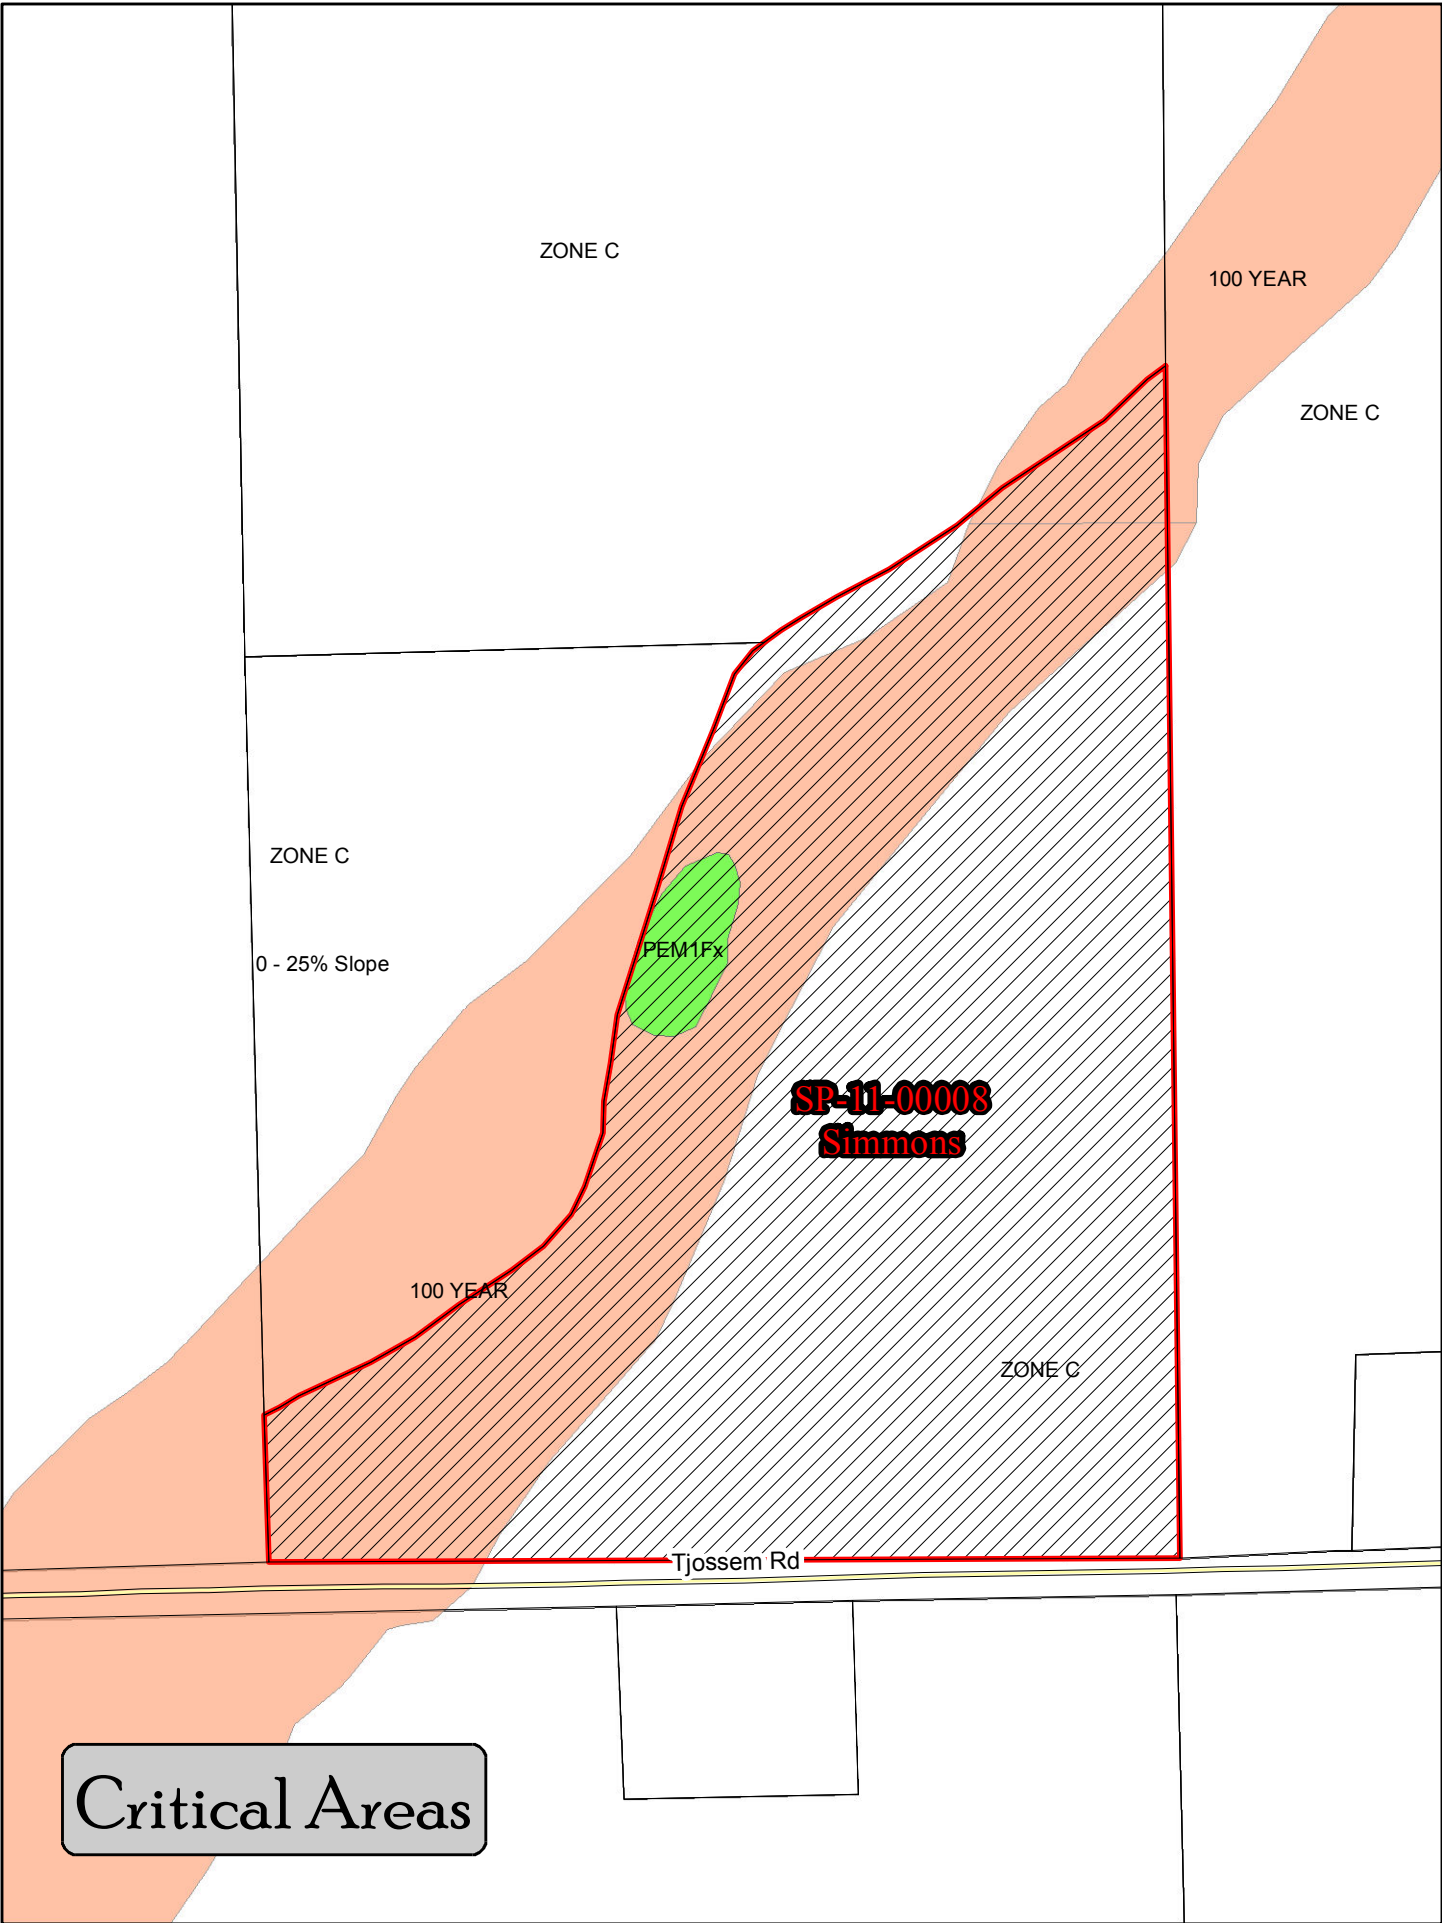 ZONE C
100 YEAR
ZONE C
ZONE C
PEM1Fx
0 - 25% Slope
SP-11-00008
Simmons
100 YEAR
ZONE C
Tjossem Rd
Critical Areas